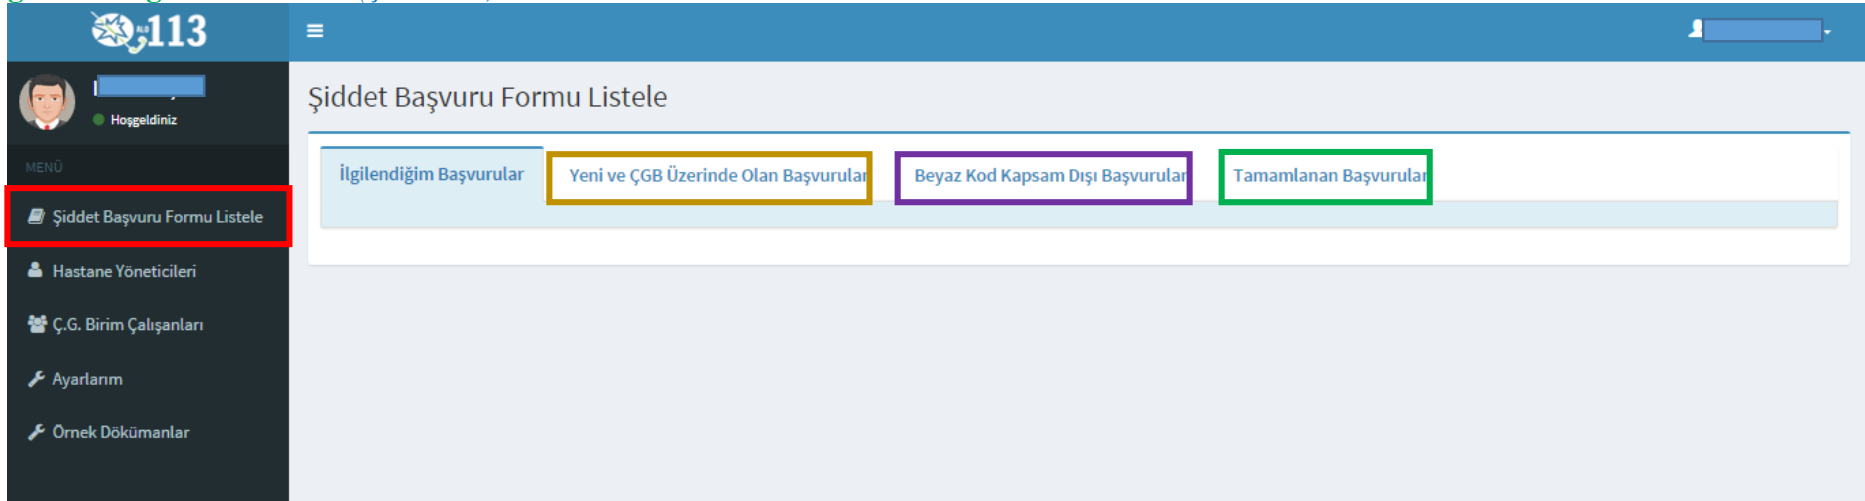 ALO 113
Hoşgeldiniz
MENÜ
Şiddet Başvuru Formu Listele
Hastane Yöneticileri
Ç.G. Birim Çalışanları
Ayarlarım
Örnek Dökümanlar
Şiddet Başvuru Formu Listele
İlgilendiğim Başvurular Yeni ve ÇGB Üzerinde Olan Başvurular Beyaz Kod Kapsam Dışı Başvurular Tamamlanan Başvurular